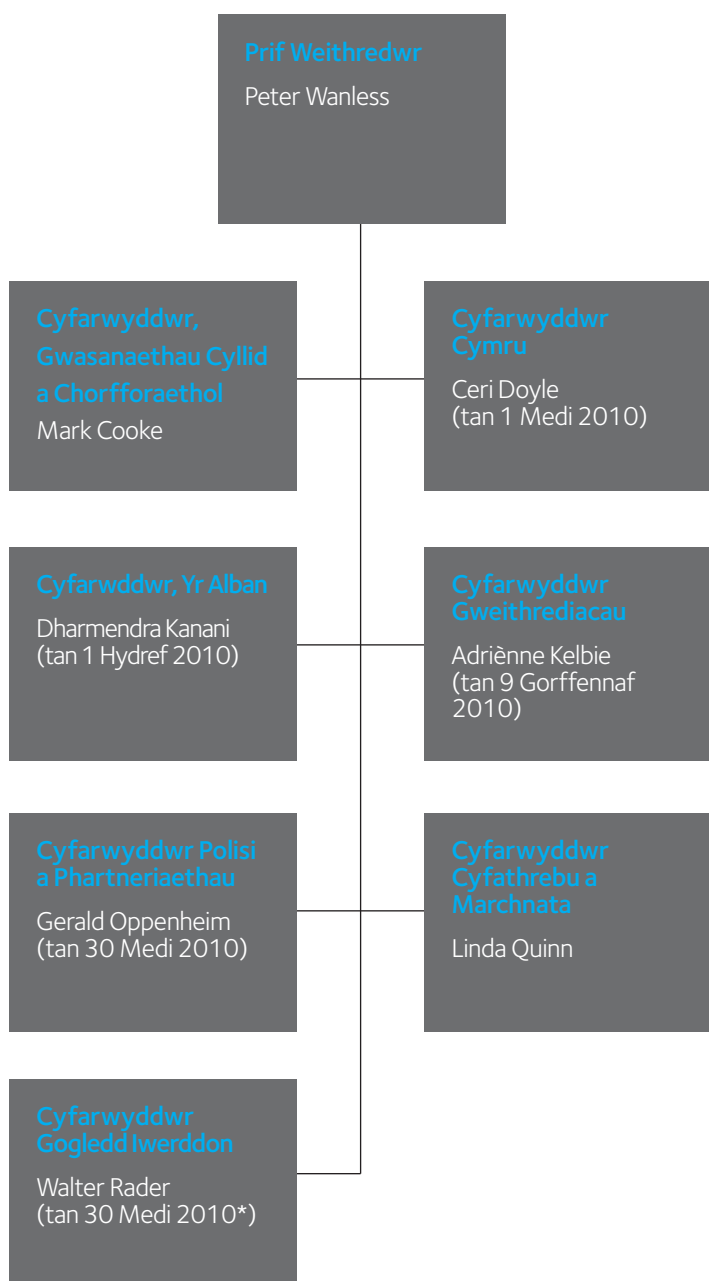 Prif Weithredwr
Peter Wanless
Cyfarwyddwr,
Gwasanaethau Cyllid
a Chorfforaethol
Mark Cooke
Cyfarwyddwr
Cymru
Ceri Doyle
(tan 1 Medi 2010)
Cyfarwddwr, Yr Alban
Dharmendra Kanani
(tan 1 Hydref 2010)
Cyfarwyddwr
Gweithrediacau
Adriènne Kelbie
(tan 9 Gorffennaf
2010)
Cyfarwyddwr Polisi
a Phartneriaethau
Gerald Oppenheim
(tan 30 Medi 2010)
Cyfarwyddwr
Cyfathrebu a
Marchnata
Linda Quinn
Cyfarwyddwr
Gogledd Iwerddon
Walter Rader
(tan 30 Medi 2010*)